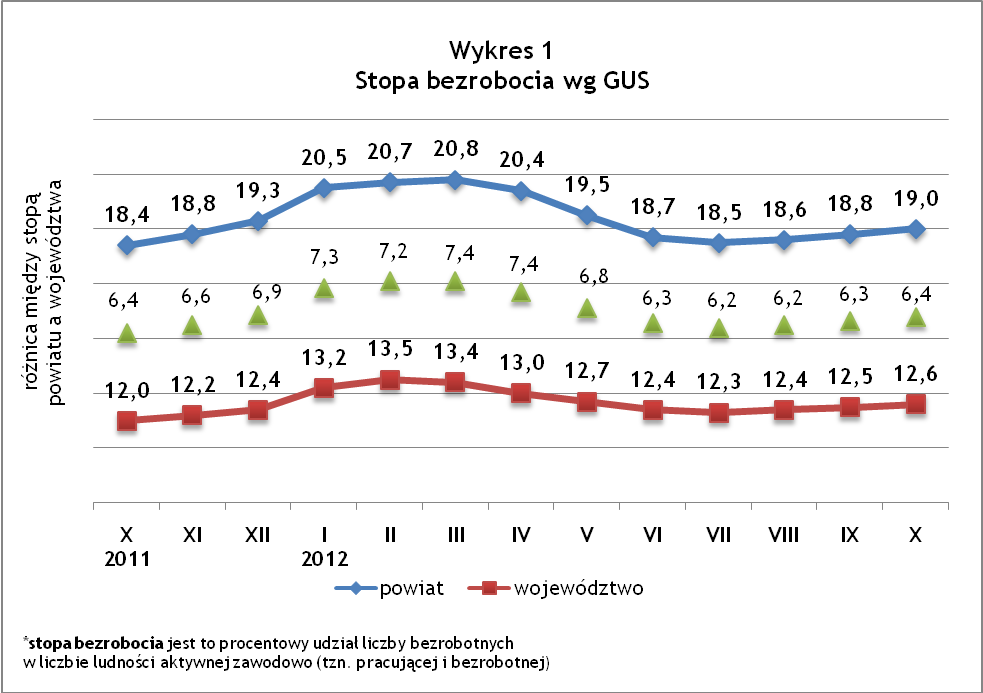 Wykres 1
Stopa bezrobocia wg GUS
różnica między stopą
powiatu a województwa
18,4 18,8 19,3 20,5 20,7 20,8 20,4 19,5 18,7 18,5 18,6 18,8 19,0
6,4 6,6 6,9 7,3 7,2 7,4 7,4 6,8 6,3 6,2 6,2 6,3 6,4
12,0 12,2 12,4 13,2 13,5 13,4 13,0 12,7 12,4 12,3 12,4 12,5 12,6
X XI XII I II III IV V VI VII VIII IX X
2011 2012
powiat województwo
*stopa bezrobocia jest to procentowy udział liczby bezrobotnych
w liczbie ludności aktywnej zawodowo (tzn. pracującej i bezrobotnej)